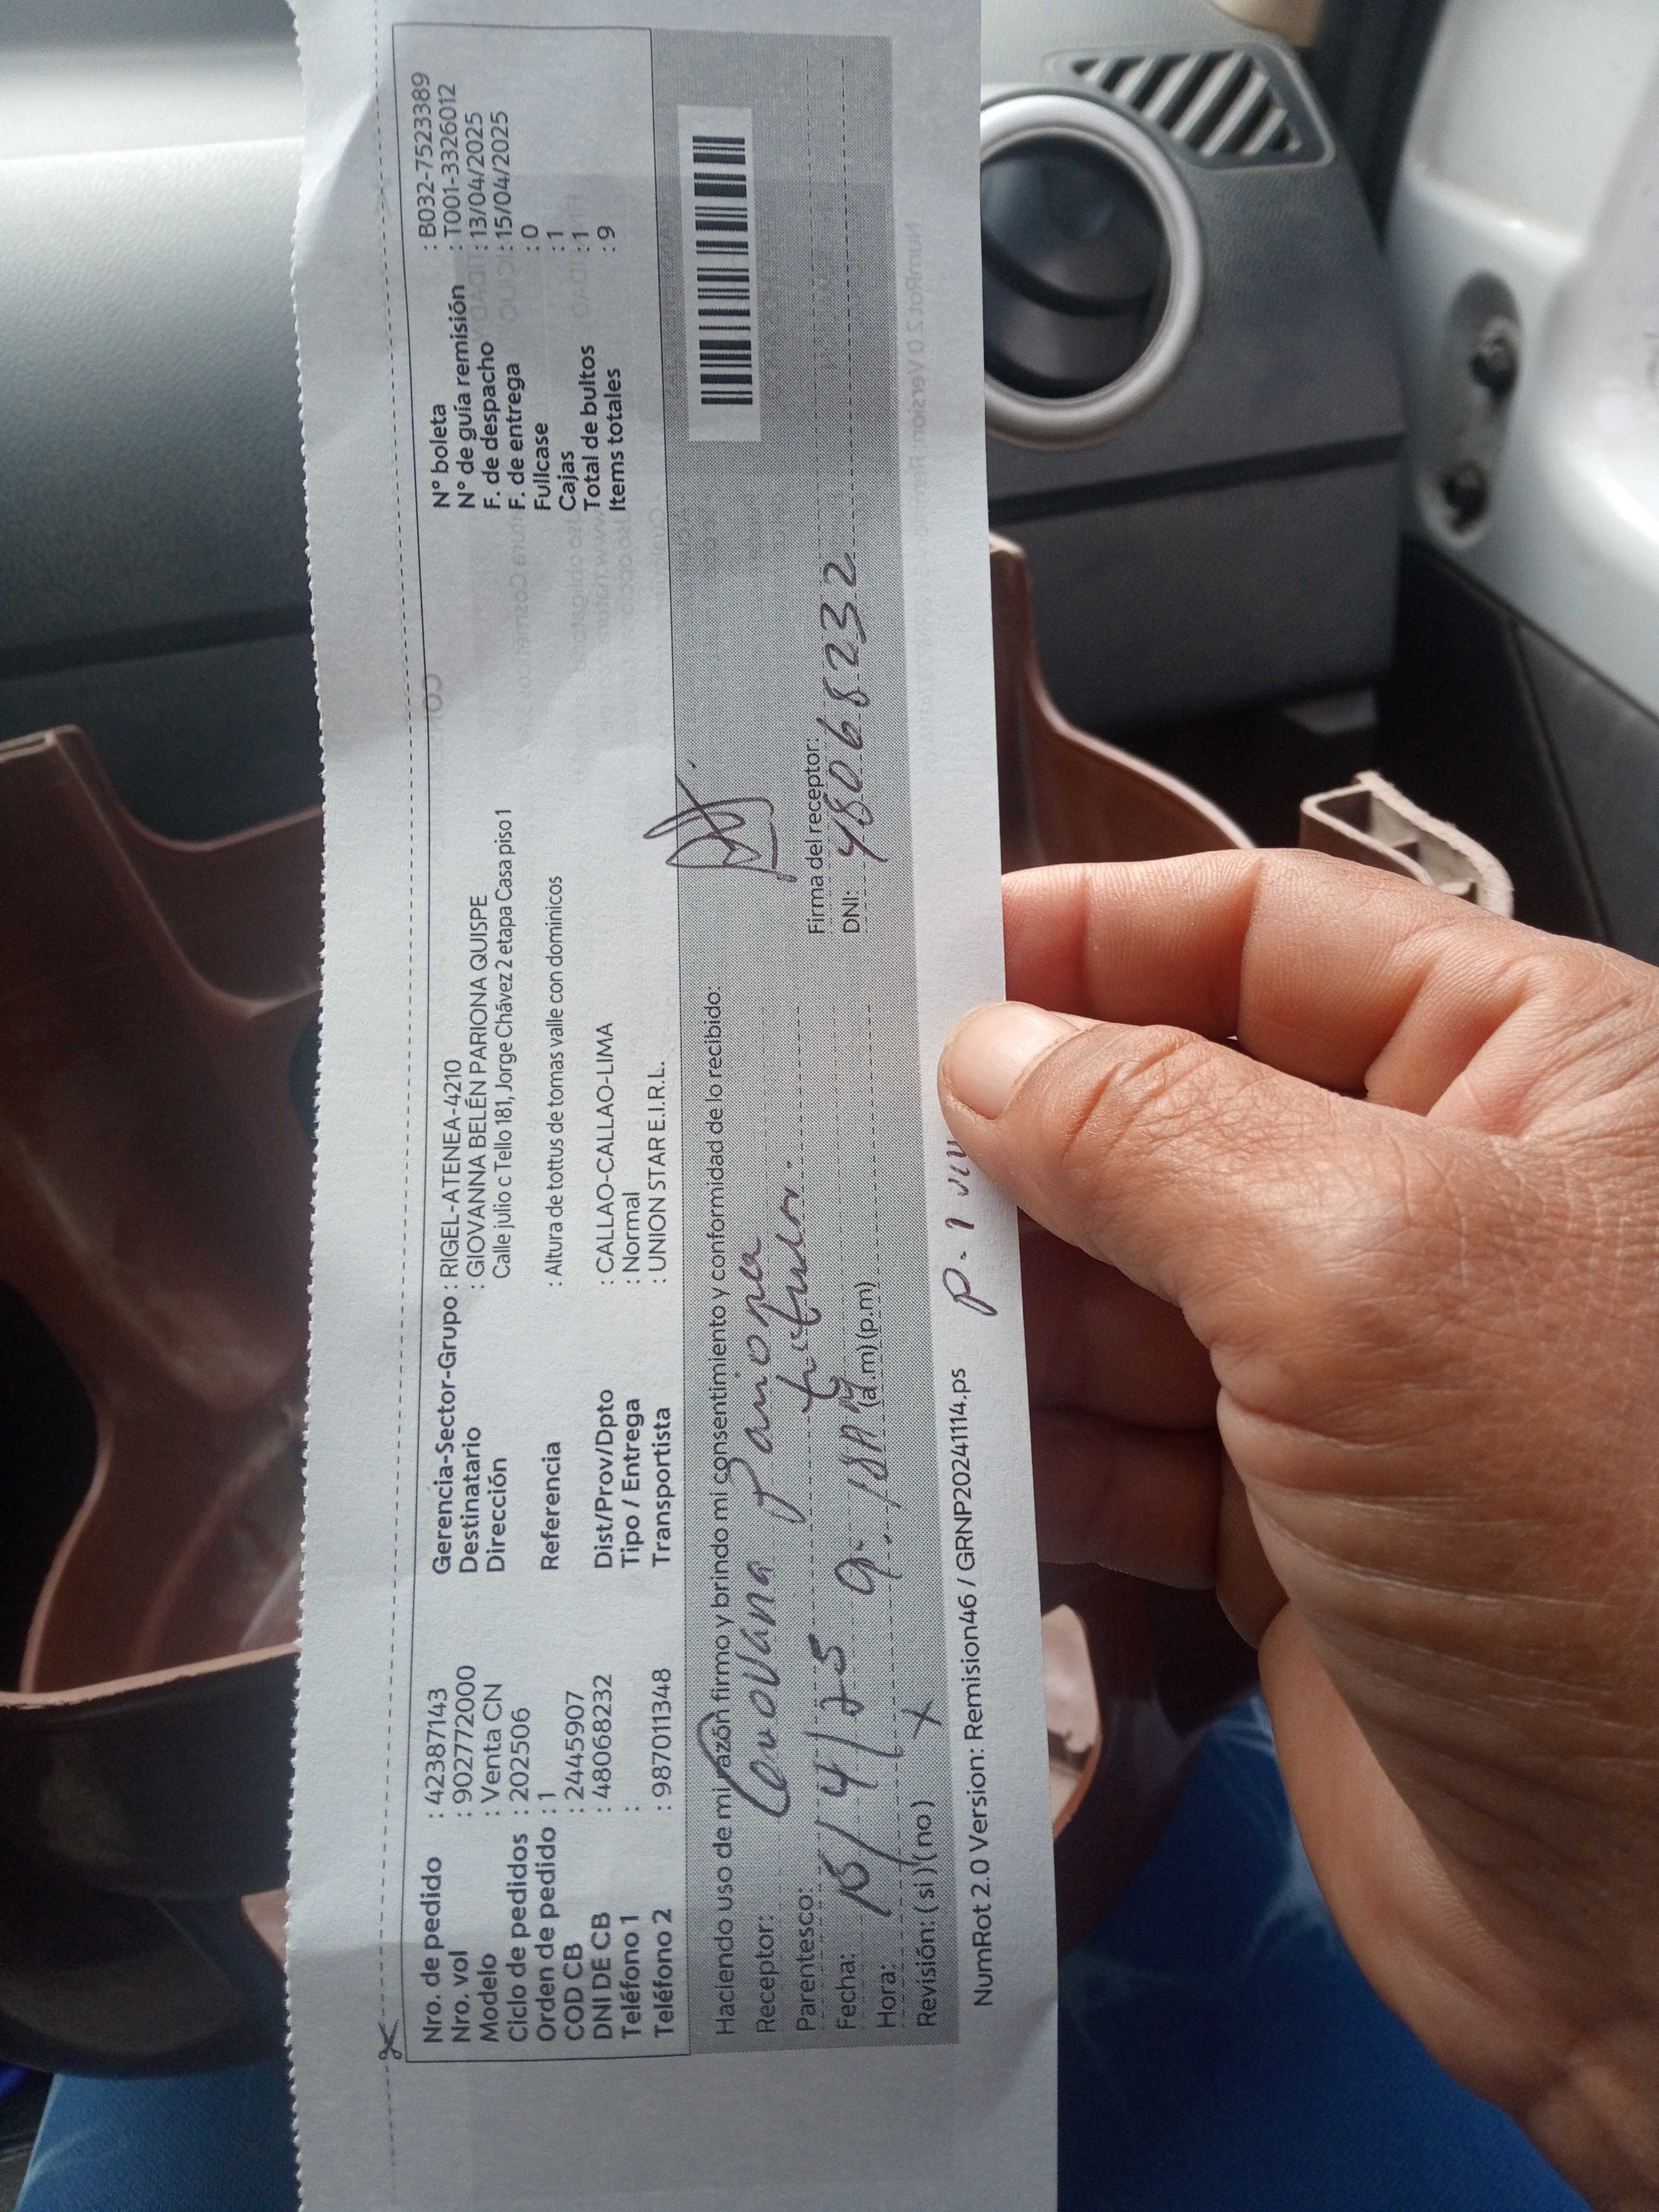 Nro. de pedido : 42387143
Nro. vol : 902772000
Modelo : Venta CN
Ciclo de pedidos : 202506
Orden de pedido : 1
COD CB : 24445907
DNI DE CB : 48068232
Teléfono 1 :
Teléfono 2 : 987011348
Gerencia-Sector-Grupo : RIGEL-ATENEA-4210
Destinatario : GIOVANNA BELÉN PARIONA QUISPE
Dirección Calle julio c Tello 181, Jorge Chávez 2 etapa Casa piso 1
Referencia : Altura de tottus de tomas valle con dominicos
Dist/Prov/Dpto : CALLAO-CALLAO-LIMA
Tipo / Entrega : Normal
Transportista : UNION STAR E.I.R.L.
N° boleta : B032-7523389
N° de guía remisión : T001-33326012
F. de despacho : 13/04/2025
F. de entrega : 15/04/2025
Fullcase : 0
Cajas : 1
Total de bultos : 1
Items totales : 9
Haciendo uso de mi razón firmo y brindo mi consentimiento y conformidad de lo recibido:
Receptor: Geovana Pariona
Parentesco: titular.
Fecha: 15/4/25
Hora: 9:18 AM (a.m)(p.m)
Revisión: (si)(no) X
Firma del receptor:
DNI: 48068232
NumRot 2.0 Version: Remision46 / GRNP20241114.ps